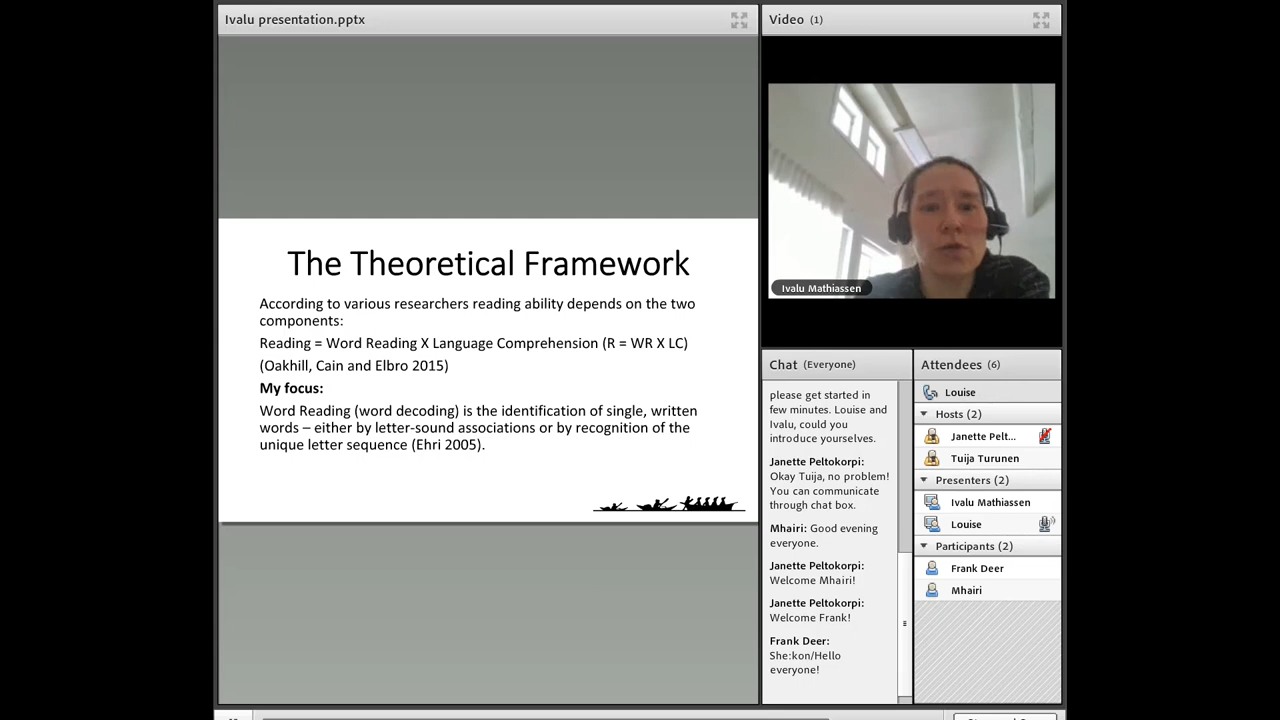 Ivalu presentation.pptx
The Theoretical Framework
According to various researchers reading ability depends on the two
components:
Reading = Word Reading X Language Comprehension (R = WR X LC)
(Oakhill, Cain and Elbro 2015)
My focus:
Word Reading (word decoding) is the identification of single, written
words – either by letter-sound associations or by recognition of the
unique letter sequence (Ehri 2005).
Video (1)
Ivalu Mathiassen
Chat (Everyone)
please get started in
few minutes. Louise and
Ivalu, could you
introduce yourselves.
Janette Peltokorpi:
Okay Tuija, no problem!
You can communicate
through chat box.
Mhairi: Good evening
everyone.
Janette Peltokorpi:
Welcome Mhairi!
Janette Peltokorpi:
Welcome Frank!
Frank Deer:
She:kon/Hello
everyone!
Attendees (6)
Louise
Hosts (2)
Janette Pelt...
Tuija Turunen
Presenters (2)
Ivalu Mathiassen
Louise
Participants (2)
Frank Deer
Mhairi